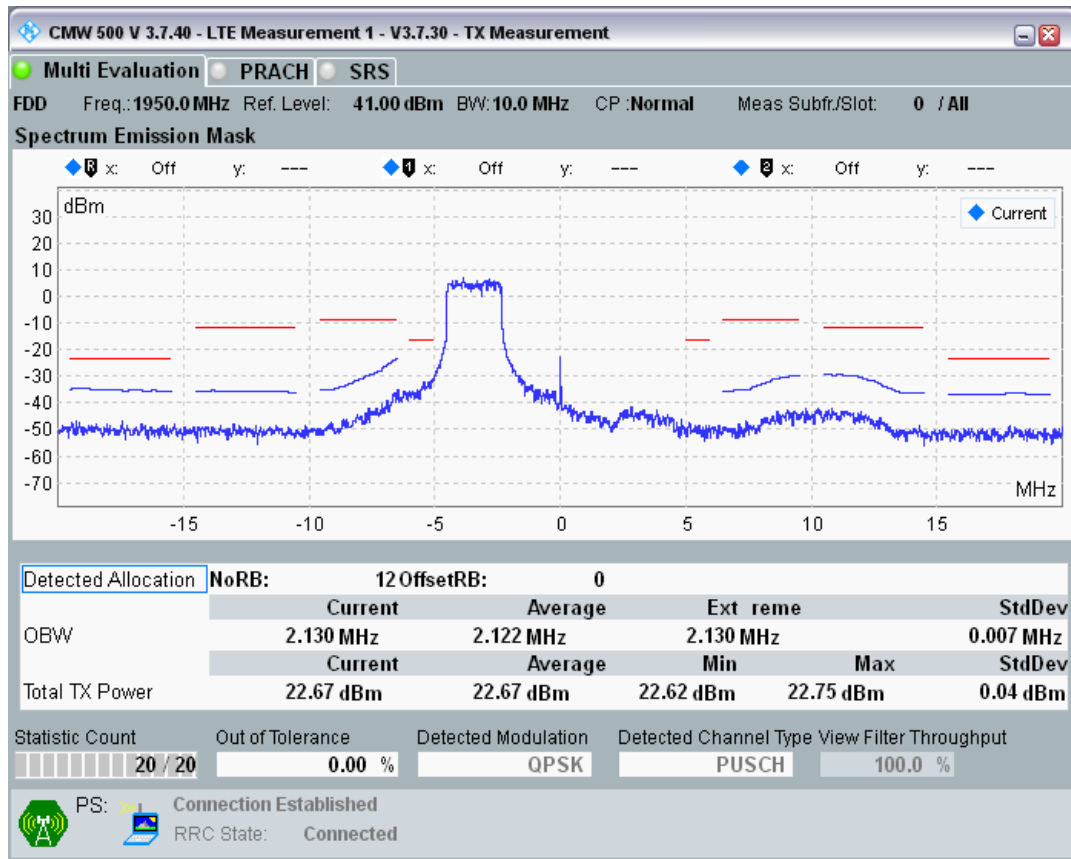 CMW 500 V 3.7.40 - LTE Measurement 1 - V3.7.30 - TX Measurement
Multi Evaluation PRACH SRS
FDD Freq.: 1950.0 MHz Ref. Level: 41.00 dBm BW: 10.0 MHz CP : Normal Meas Subfr./Slot: 0 / All
Spectrum Emission Mask
R x: Off y: --- 1 x: Off y: --- 2 x: Off y: ---
dBm
Current
30
20
10
0
-10
-20
-30
-40
-50
-60
-70
MHz
-15 -10 -5 0 5 10 15
Detected Allocation NoRB: 12 OffsetRB: 0
Current Average Ext reme StdDev
OBW 2.130 MHz 2.122 MHz 2.130 MHz 0.007 MHz
Current Average Min Max StdDev
Total TX Power 22.67 dBm 22.67 dBm 22.62 dBm 22.75 dBm 0.04 dBm
Statistic Count Out of Tolerance Detected Modulation Detected Channel Type View Filter Throughput
20 / 20 0.00 % QPSK PUSCH 100.0 %
PS: Connection Established
RRC State: Connected